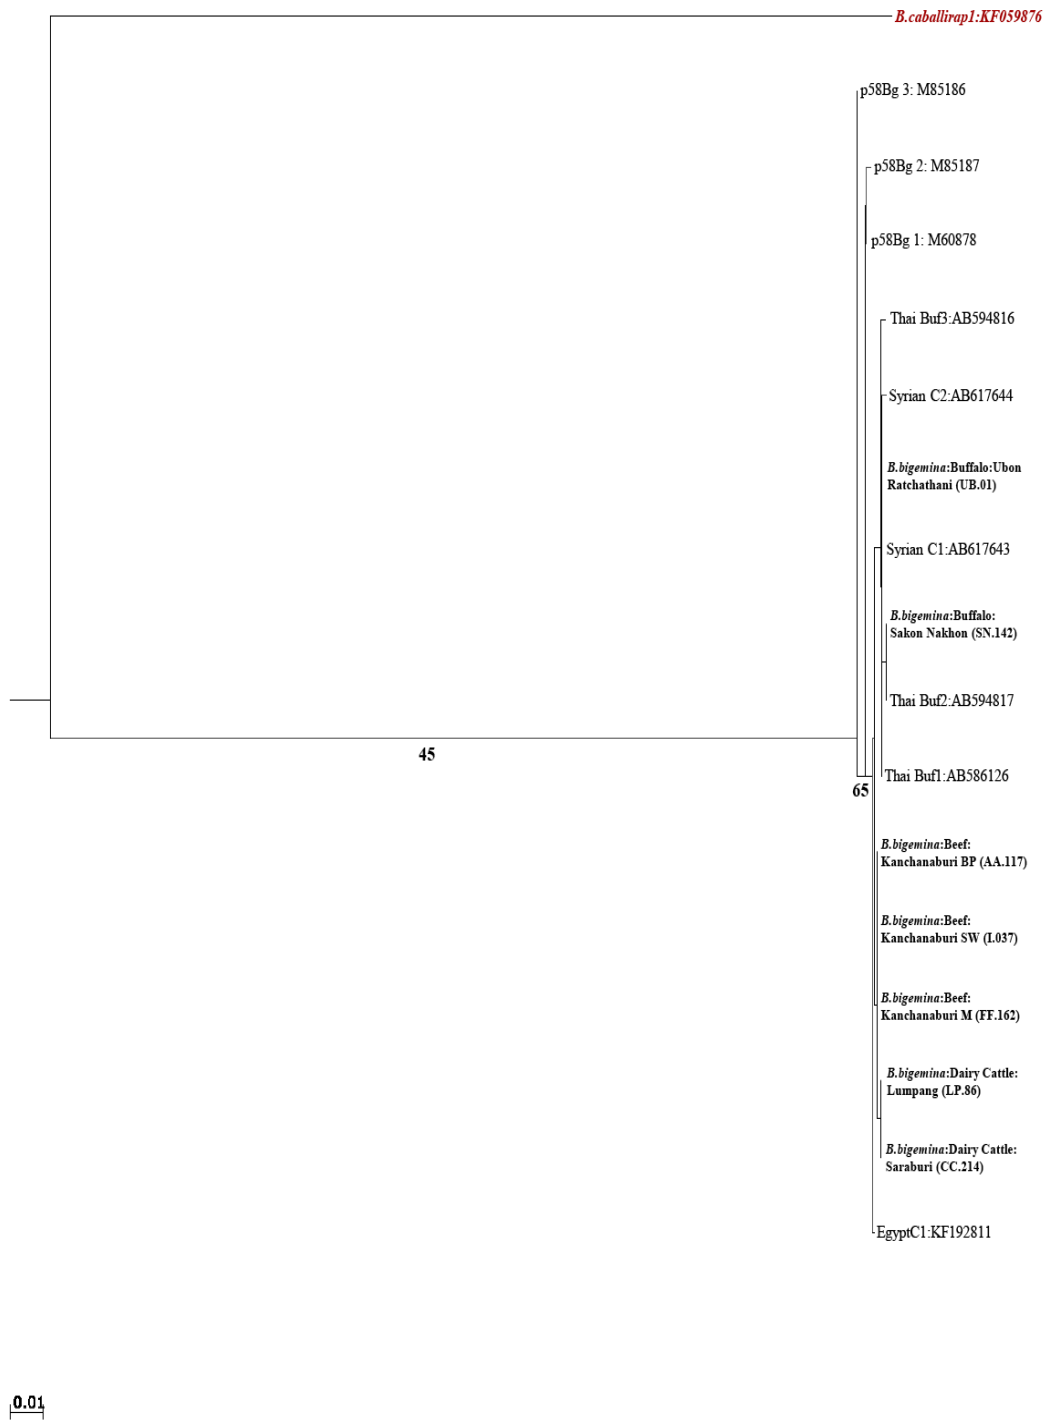 B.caballirap1:KF059876
p58Bg 3: M85186
p58Bg 2: M85187
p58Bg 1: M60878
Thai Buf3:AB594816
Syrian C2:AB617644
B.bigemina:Buffalo:Ubon
Ratchathani (UB.01)
Syrian C1:AB617643
B.bigemina:Buffalo:
Sakon Nakhon (SN.142)
Thai Buf2:AB594817
45
Thai Buf1:AB586126
65
B.bigemina:Beef:
Kanchanaburi BP (AA.117)
B.bigemina:Beef:
Kanchanaburi SW (I.037)
B.bigemina:Beef:
Kanchanaburi M (FF.162)
B.bigemina:Dairy Cattle:
Lumpang (LP.86)
B.bigemina:Dairy Cattle:
Saraburi (CC.214)
EgyptC1:KF192811
0.01